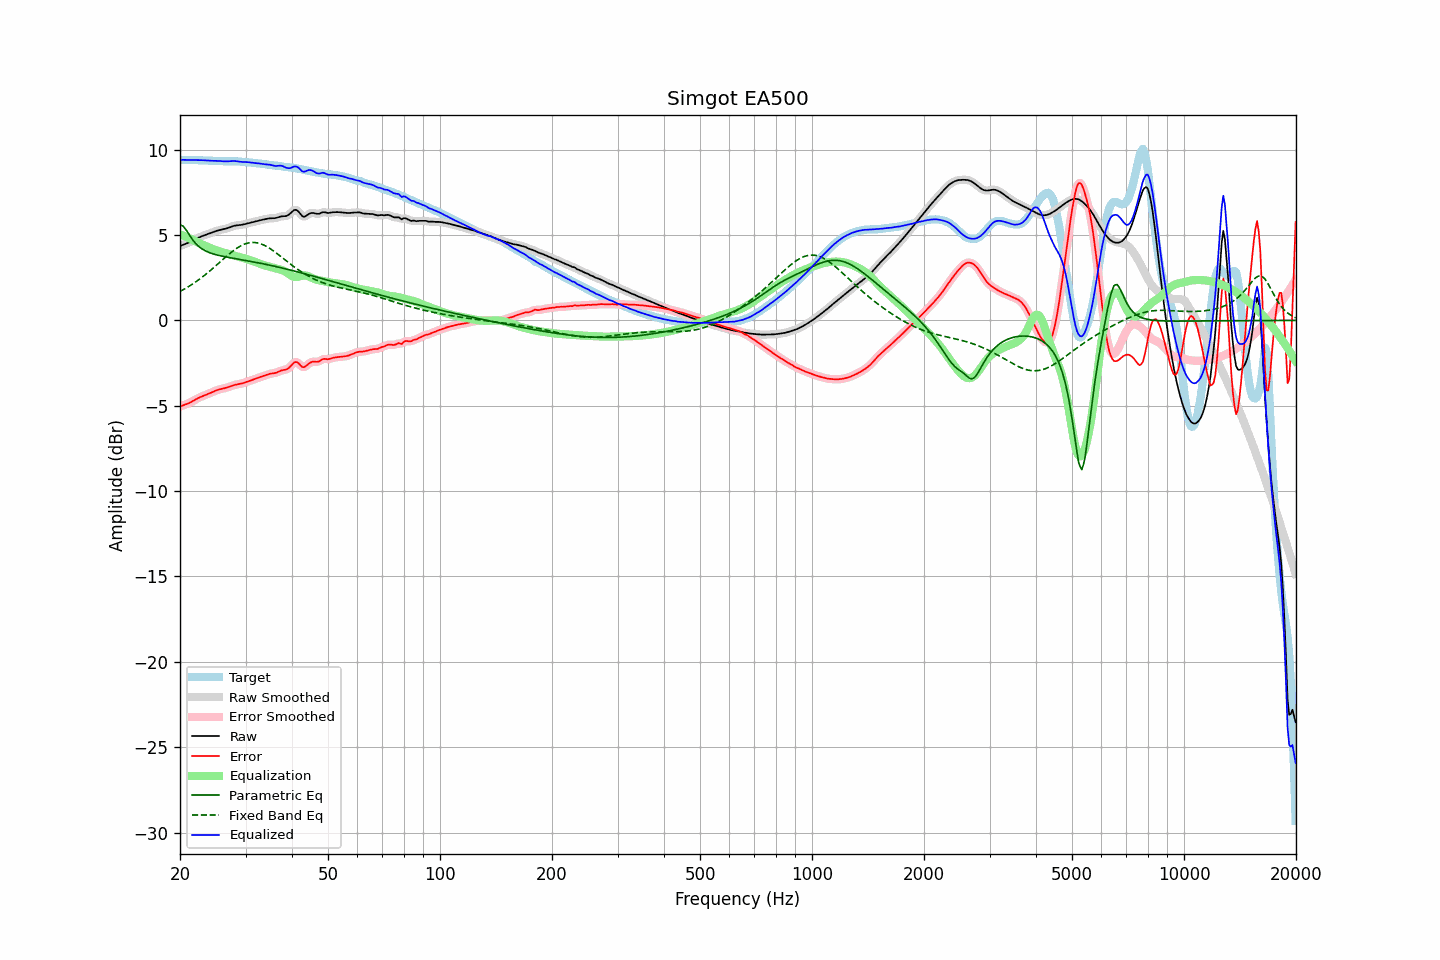 Simgot EA500
10
5
0
−5
−10
−15
−20
−25
−30
Amplitude (dBr)
Target
Raw Smoothed
Error Smoothed
Raw
Error
Equalization
Parametric Eq
Fixed Band Eq
Equalized
20 50 100 200 500 1000 2000 5000 10000 20000
Frequency (Hz)